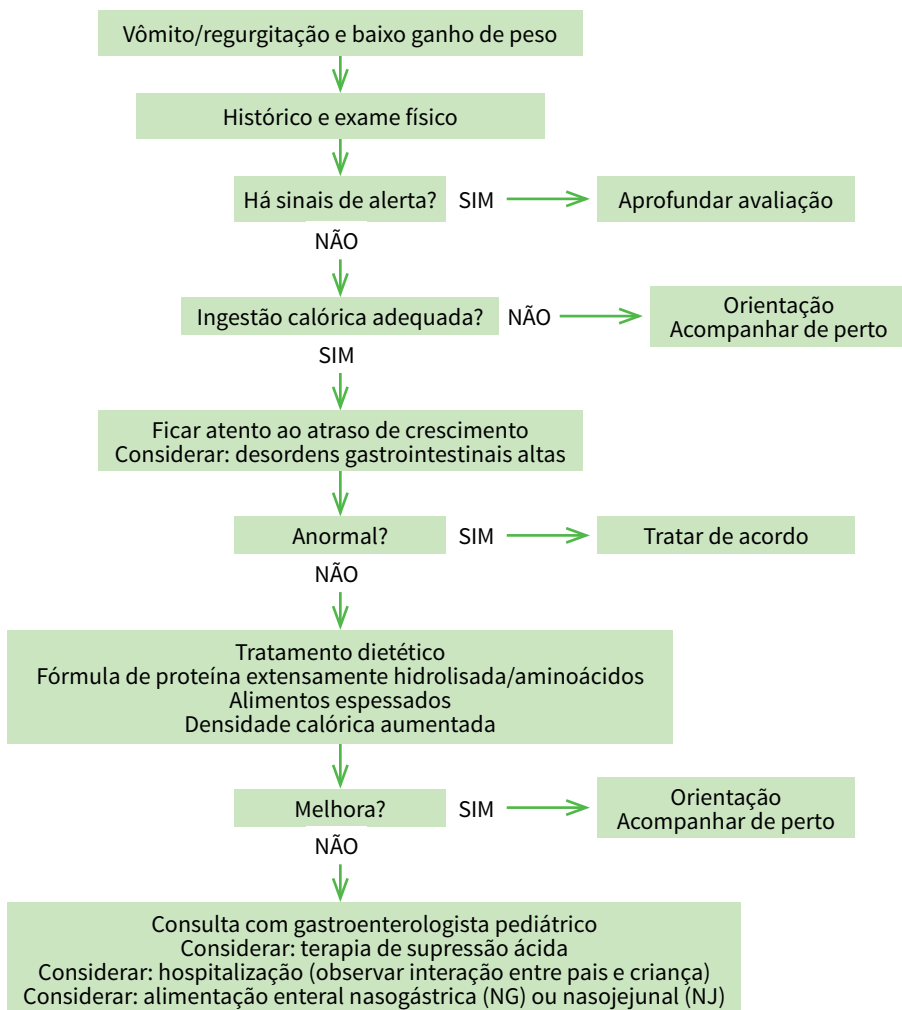 Vômito/regurgitação e baixo ganho de peso
Histórico e exame físico
Há sinais de alerta?
SIM
Aprofundar avaliação
NÃO
Ingestão calórica adequada?
NÃO
Orientação
Acompanhar de perto
SIM
Ficar atento ao atraso de crescimento
Considerar: desordens gastrointestinais altas
Anormal?
SIM
Tratar de acordo
NÃO
Tratamento dietético
Fórmula de proteína extensamente hidrolisada/aminoácidos
Alimentos espessados
Densidade calórica aumentada
Melhora?
SIM
Orientação
Acompanhar de perto
NÃO
Consulta com gastroenterologista pediátrico
Considerar: terapia de supressão ácida
Considerar: hospitalização (observar interação entre pais e criança)
Considerar: alimentação enteral nasogástrica (NG) ou nasojejunal (NJ)